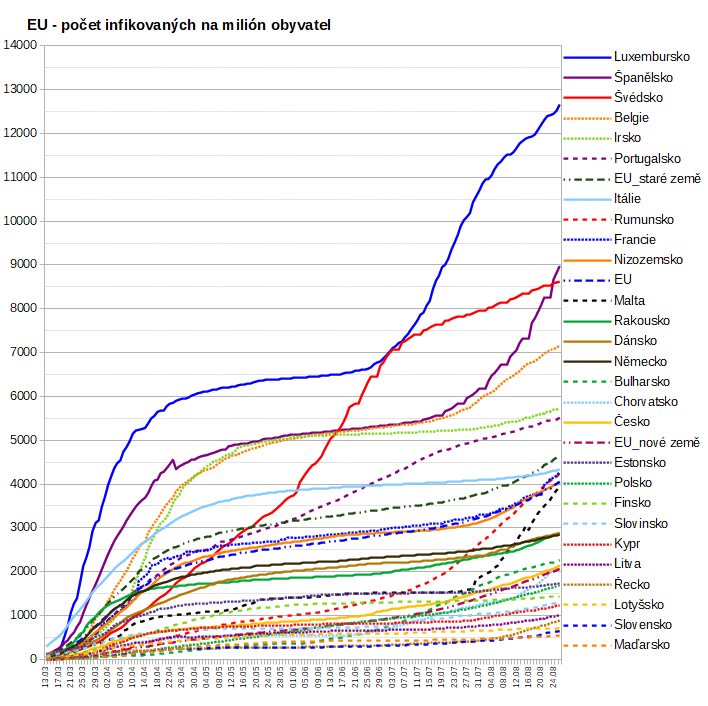 EU - počet infikovaných na milión obyvatel
14000
13000
12000
11000
10000
9000
8000
7000
6000
5000
4000
3000
2000
1000
0
Luxembursko
Španělsko
Švédsko
Belgie
Irsko
Portugalsko
EU_staré země
Itálie
Rumunsko
Francie
Nizozemsko
EU
Malta
Rakousko
Dánsko
Německo
Bulharsko
Chorvatsko
Česko
EU_nové země
Estonsko
Polsko
Finsko
Slovinsko
Kypr
Litva
Řecko
Lotyšsko
Slovensko
Maďarsko
13.03
17.03
21.03
25.03
29.03
02.04
06.04
10.04
14.04
18.04
22.04
26.04
30.04
04.05
08.05
12.05
16.05
20.05
24.05
28.05
01.06
05.06
09.06
13.06
17.06
21.06
25.06
29.06
03.07
07.07
11.07
15.07
19.07
23.07
27.07
31.07
04.08
08.08
12.08
16.08
20.08
24.08